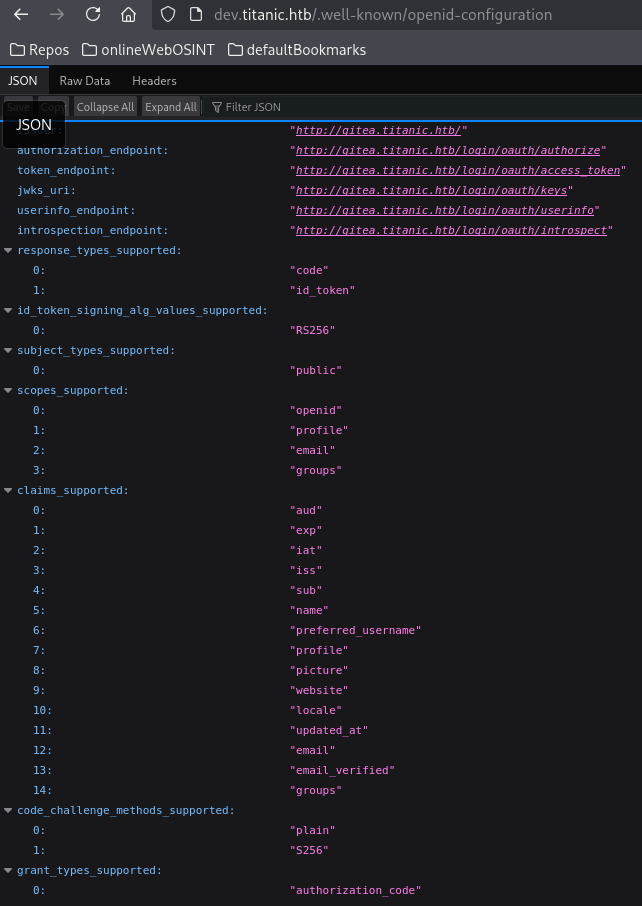 dev.titanic.htb/.well-known/openid-configuration
Repos onlineWebOSINT defaultBookmarks
JSON Raw Data Headers
Save Copy Collapse All Expand All Filter JSON
JSON
"http://gitea.titanic.htb/"
authorization_endpoint: "http://gitea.titanic.htb/login/oauth/authorize"
token_endpoint: "http://gitea.titanic.htb/login/oauth/access_token"
jwks_uri: "http://gitea.titanic.htb/login/oauth/keys"
userinfo_endpoint: "http://gitea.titanic.htb/login/oauth/userinfo"
introspection_endpoint: "http://gitea.titanic.htb/login/oauth/introspect"
response_types_supported:
0: "code"
1: "id_token"
id_token_signing_alg_values_supported:
0: "RS256"
subject_types_supported:
0: "public"
scopes_supported:
0: "openid"
1: "profile"
2: "email"
3: "groups"
claims_supported:
0: "aud"
1: "exp"
2: "iat"
3: "iss"
4: "sub"
5: "name"
6: "preferred_username"
7: "profile"
8: "picture"
9: "website"
10: "locale"
11: "updated_at"
12: "email"
13: "email_verified"
14: "groups"
code_challenge_methods_supported:
0: "plain"
1: "S256"
grant_types_supported:
0: "authorization_code"